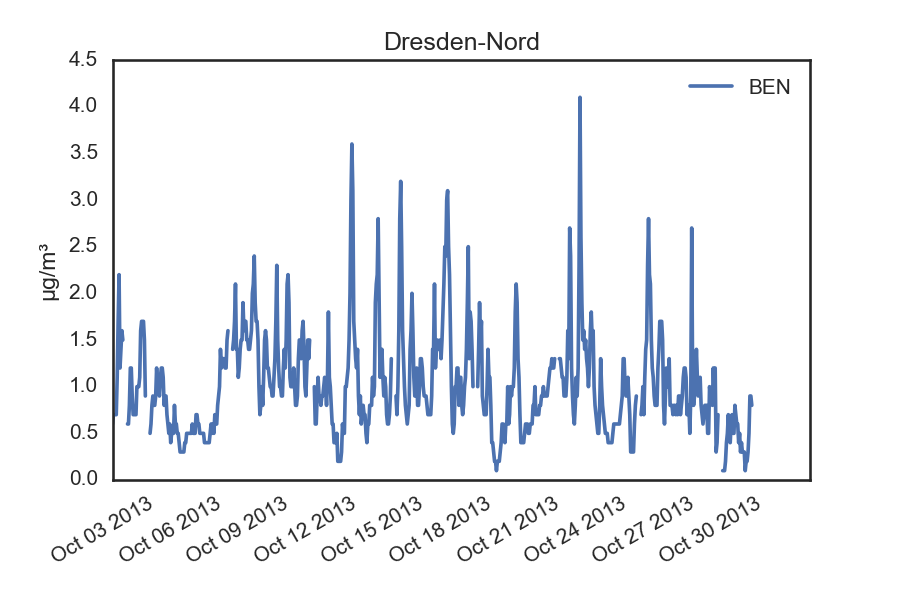 Dresden-Nord
BEN
µg/m³
4.5
4.0
3.5
3.0
2.5
2.0
1.5
1.0
0.5
0.0
Oct 03 2013
Oct 06 2013
Oct 09 2013
Oct 12 2013
Oct 15 2013
Oct 18 2013
Oct 21 2013
Oct 24 2013
Oct 27 2013
Oct 30 2013